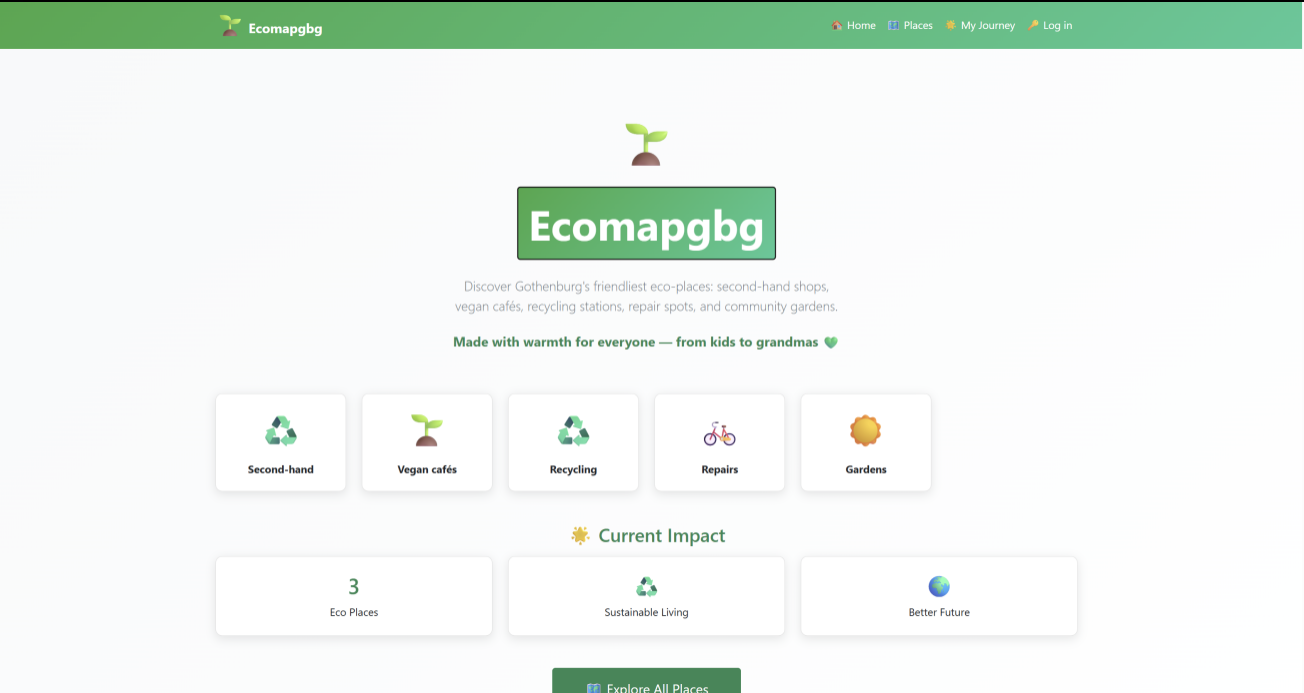 Ecomapgbg
Home Places My Journey Log in
Ecomapgbg
Discover Gothenburg's friendliest eco-places: second-hand shops,
vegan cafés, recycling stations, repair spots, and community gardens.
Made with warmth for everyone — from kids to grandmas 💚
Second-hand
Vegan cafés
Recycling
Repairs
Gardens
Current Impact
3
Eco Places
Sustainable Living
Better Future
Explore All Places